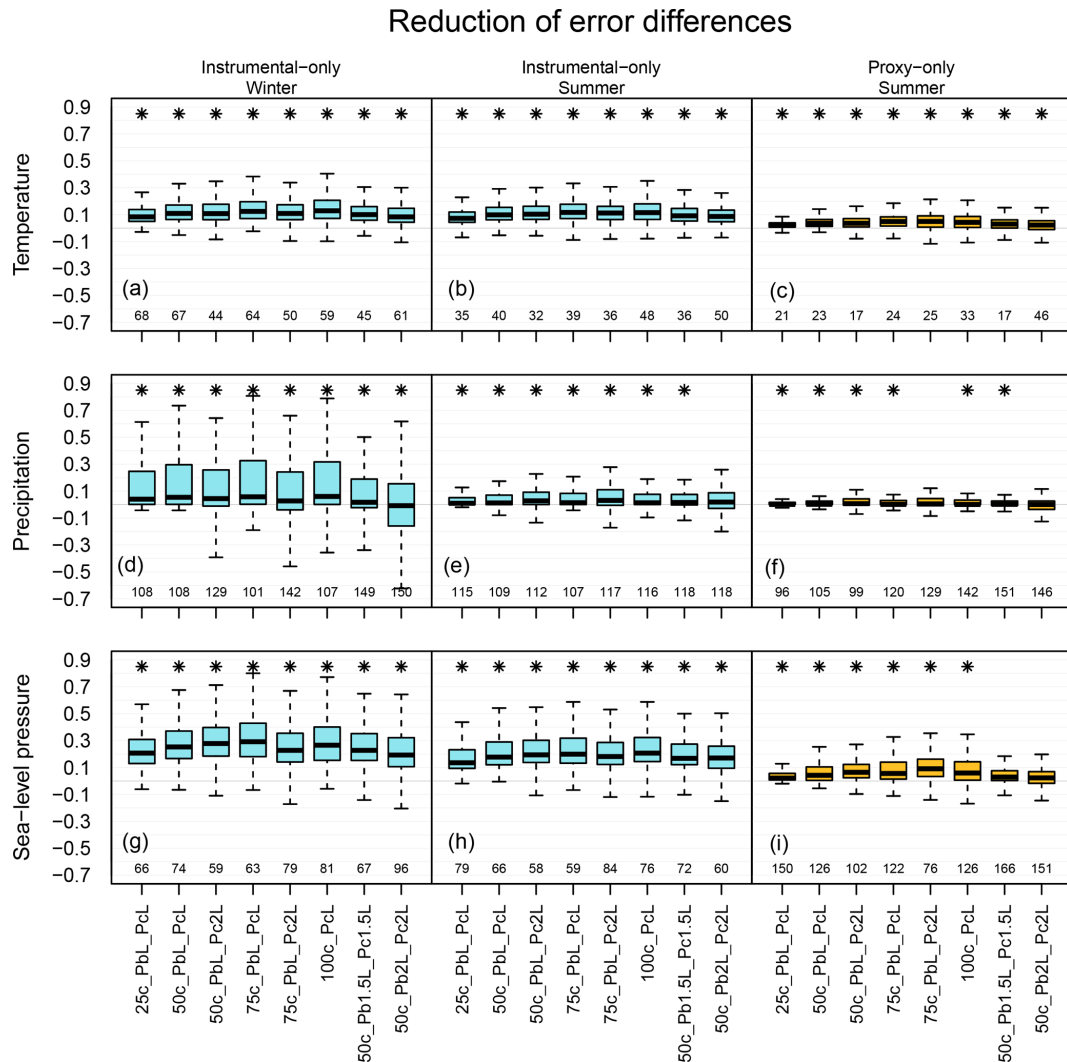 Reduction of error differences
Instrumental−only
Winter
Instrumental−only
Summer
Proxy−only
Summer
Temperature
0.9
0.7
0.5
0.3
0.1
−0.1
−0.3
−0.5
−0.7
(a)
68 67 44 64 50 59 45 61
(b)
35 40 32 39 36 48 36 50
(c)
21 23 17 24 25 33 17 46
Precipitation
0.9
0.7
0.5
0.3
0.1
−0.1
−0.3
−0.5
−0.7
(d)
108 108 129 101 142 107 149 150
(e)
115 109 112 107 117 116 118 118
(f)
96 105 99 120 129 142 151 146
Sea−level pressure
0.9
0.7
0.5
0.3
0.1
−0.1
−0.3
−0.5
−0.7
(g)
66 74 59 63 79 81 67 96
(h)
79 66 58 59 84 76 72 60
(i)
150 126 102 122 76 126 166 151
25c_PbL_PcL
50c_PbL_PcL
50c_PbL_Pc2L
75c_PbL_PcL
75c_PbL_Pc2L
100c_PcL
50c_Pb1.5L_Pc1.5L
50c_Pb2L_Pc2L
25c_PbL_PcL
50c_PbL_PcL
50c_PbL_Pc2L
75c_PbL_PcL
75c_PbL_Pc2L
100c_PcL
50c_Pb1.5L_Pc1.5L
50c_Pb2L_Pc2L
25c_PbL_PcL
50c_PbL_PcL
50c_PbL_Pc2L
75c_PbL_PcL
75c_PbL_Pc2L
100c_PcL
50c_Pb1.5L_Pc1.5L
50c_Pb2L_Pc2L